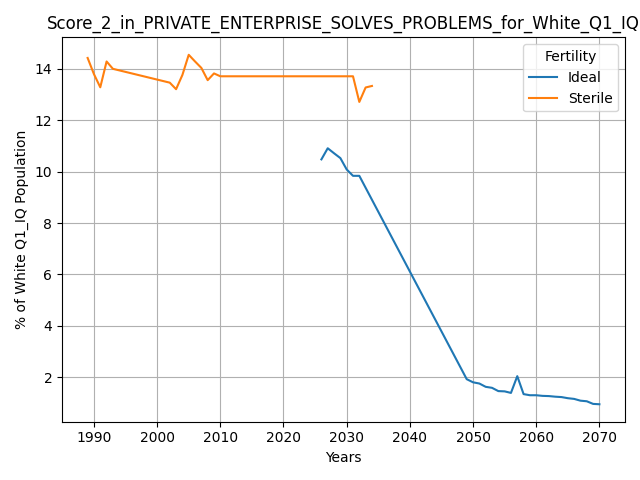 Score_2_in_PRIVATE_ENTERPRISE_SOLVES_PROBLEMS_for_White_Q1_IQ
Fertility
Ideal
Sterile
% of White Q1_IQ Population
14
12
10
8
6
4
2
1990 2000 2010 2020 2030 2040 2050 2060 2070
Years